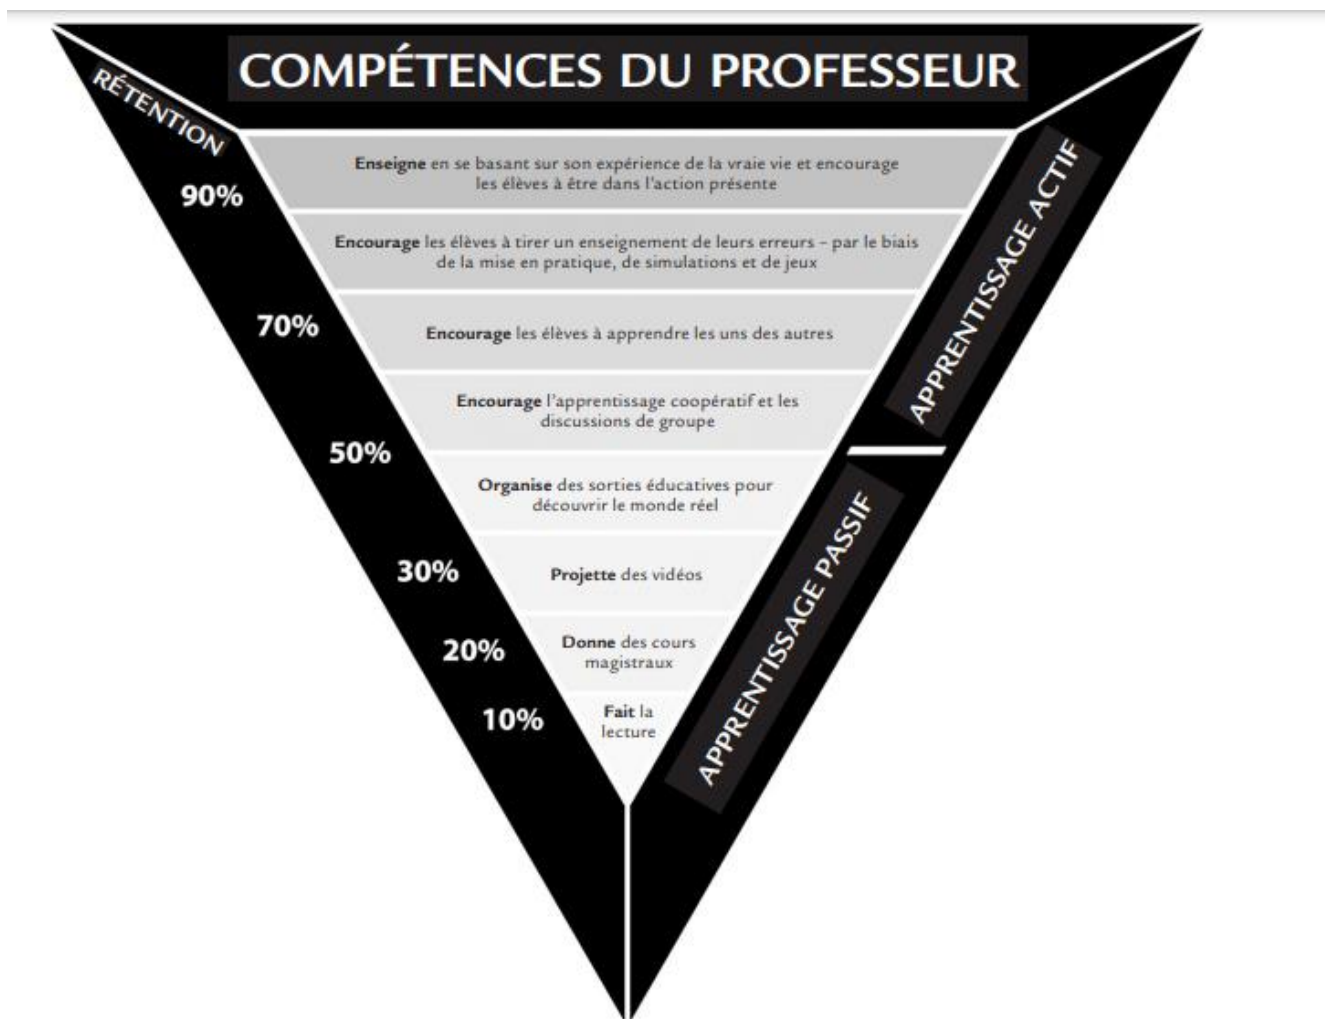 COMPÉTENCES DU PROFESSEUR
RÉTENTION
90%
Enseigne en se basant sur son expérience de la vraie vie et encourage
les élèves à être dans l'action présente
Encourage les élèves à tirer un enseignement de leurs erreurs – par le biais
de la mise en pratique, de simulations et de jeux
70%
Encourage les élèves à apprendre les uns des autres
Encourage l'apprentissage coopératif et les
discussions de groupe
50%
Organise des sorties éducatives pour
découvrir le monde réel
30%
Projette des vidéos
20%
Donne des cours
magistraux
10%
Fait la
lecture
APPRENTISSAGE ACTIF
APPRENTISSAGE PASSIF